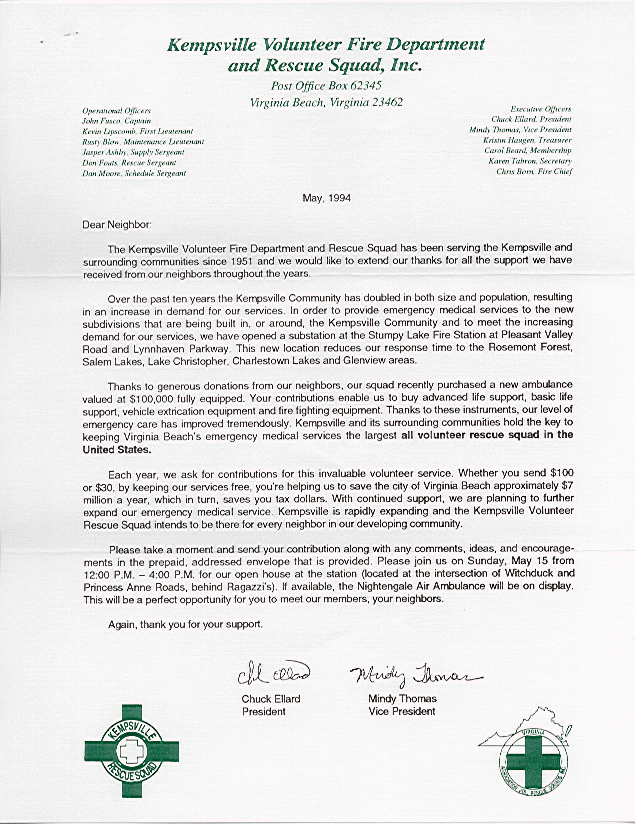 Kempsville Volunteer Fire Department
and Rescue Squad, Inc.
Post Office Box 62345
Virginia Beach, Virginia 23462
Operational Officers
John Fusco, Captain
Kevin Lipscomb, First Lieutenant
Rusty Blow, Maintenance Lieutenant
Jasper Ashby, Supply Sergeant
Don Fouts, Rescue Sergeant
Dan Moore, Schedule Sergeant
Executive Officers
Chuck Ellard, President
Mindy Thomas, Vice President
Kristin Haugen, Treasurer
Carol Beard, Membership
Karen Tabron, Secretary
Chris Born, Fire Chief
May, 1994
Dear Neighbor:
The Kempsville Volunteer Fire Department and Rescue Squad has been serving the Kempsville and
surrounding communities since 1951 and we would like to extend our thanks for all the support we have
received from our neighbors throughout the years.
Over the past ten years the Kempsville Community has doubled in both size and population, resulting
in an increase in demand for our services. In order to provide emergency medical services to the new
subdivisions that are being built in, or around, the Kempsville Community and to meet the increasing
demand for our services, we have opened a substation at the Stumpy Lake Fire Station at Pleasant Valley
Road and Lynnhaven Parkway. This new location reduces our response time to the Rosemont Forest,
Salem Lakes, Lake Christopher, Charlestown Lakes and Glenview areas.
Thanks to generous donations from our neighbors, our squad recently purchased a new ambulance
valued at $100,000 fully equipped. Your contributions enable us to buy advanced life support, basic life
support, vehicle extrication equipment and fire fighting equipment. Thanks to these instruments, our level of
emergency care has improved tremendously. Kempsville and its surrounding communities hold the key to
keeping Virginia Beach's emergency medical services the largest all volunteer rescue squad in the
United States.
Each year, we ask for contributions for this invaluable volunteer service. Whether you send $100
or $30, by keeping our services free, you're helping us to save the city of Virginia Beach approximately $7
million a year, which in turn, saves you tax dollars. With continued support, we are planning to further
expand our emergency medical service. Kempsville is rapidly expanding and the Kempsville Volunteer
Rescue Squad intends to be there for every neighbor in our developing community.
Please take a moment and send your contribution along with any comments, ideas, and encourage-
ments in the prepaid, addressed envelope that is provided. Please join us on Sunday, May 15 from
12:00 P.M. – 4:00 P.M. for our open house at the station (located at the intersection of Witchduck and
Princess Anne Roads, behind Ragazzi's). If available, the Nightengale Air Ambulance will be on display.
This will be a perfect opportunity for you to meet our members, your neighbors.
Again, thank you for your support.
Chuck Ellard
Mindy Thomas
Chuck Ellard
President
Mindy Thomas
Vice President
KEMPSVILLE
RESCUE SQUAD
VIRGINIA